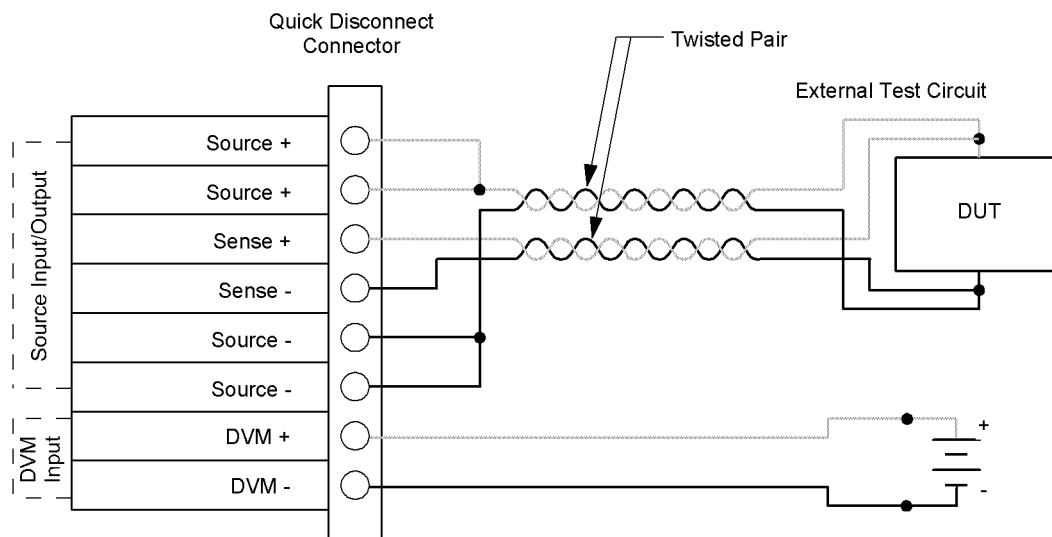 Quick Disconnect
Connector
Twisted Pair
External Test Circuit
Source Input/Output
Source +
Source +
Sense +
Sense -
Source -
Source -
DUT
DVM
Input
DVM +
DVM -
+
-